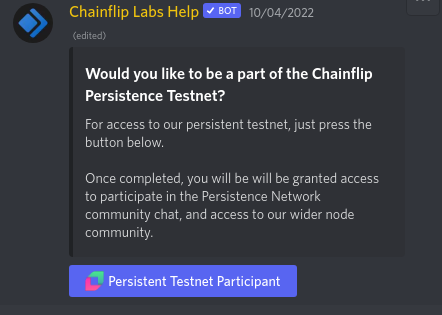 Chainflip Labs Help ✓ BOT 10/04/2022
(edited)
Would you like to be a part of the Chainflip
Persistence Testnet?
For access to our persistent testnet, just press the
button below.
Once completed, you will be will be granted access
to participate in the Persistence Network
community chat, and access to our wider node
community.
Persistent Testnet Participant